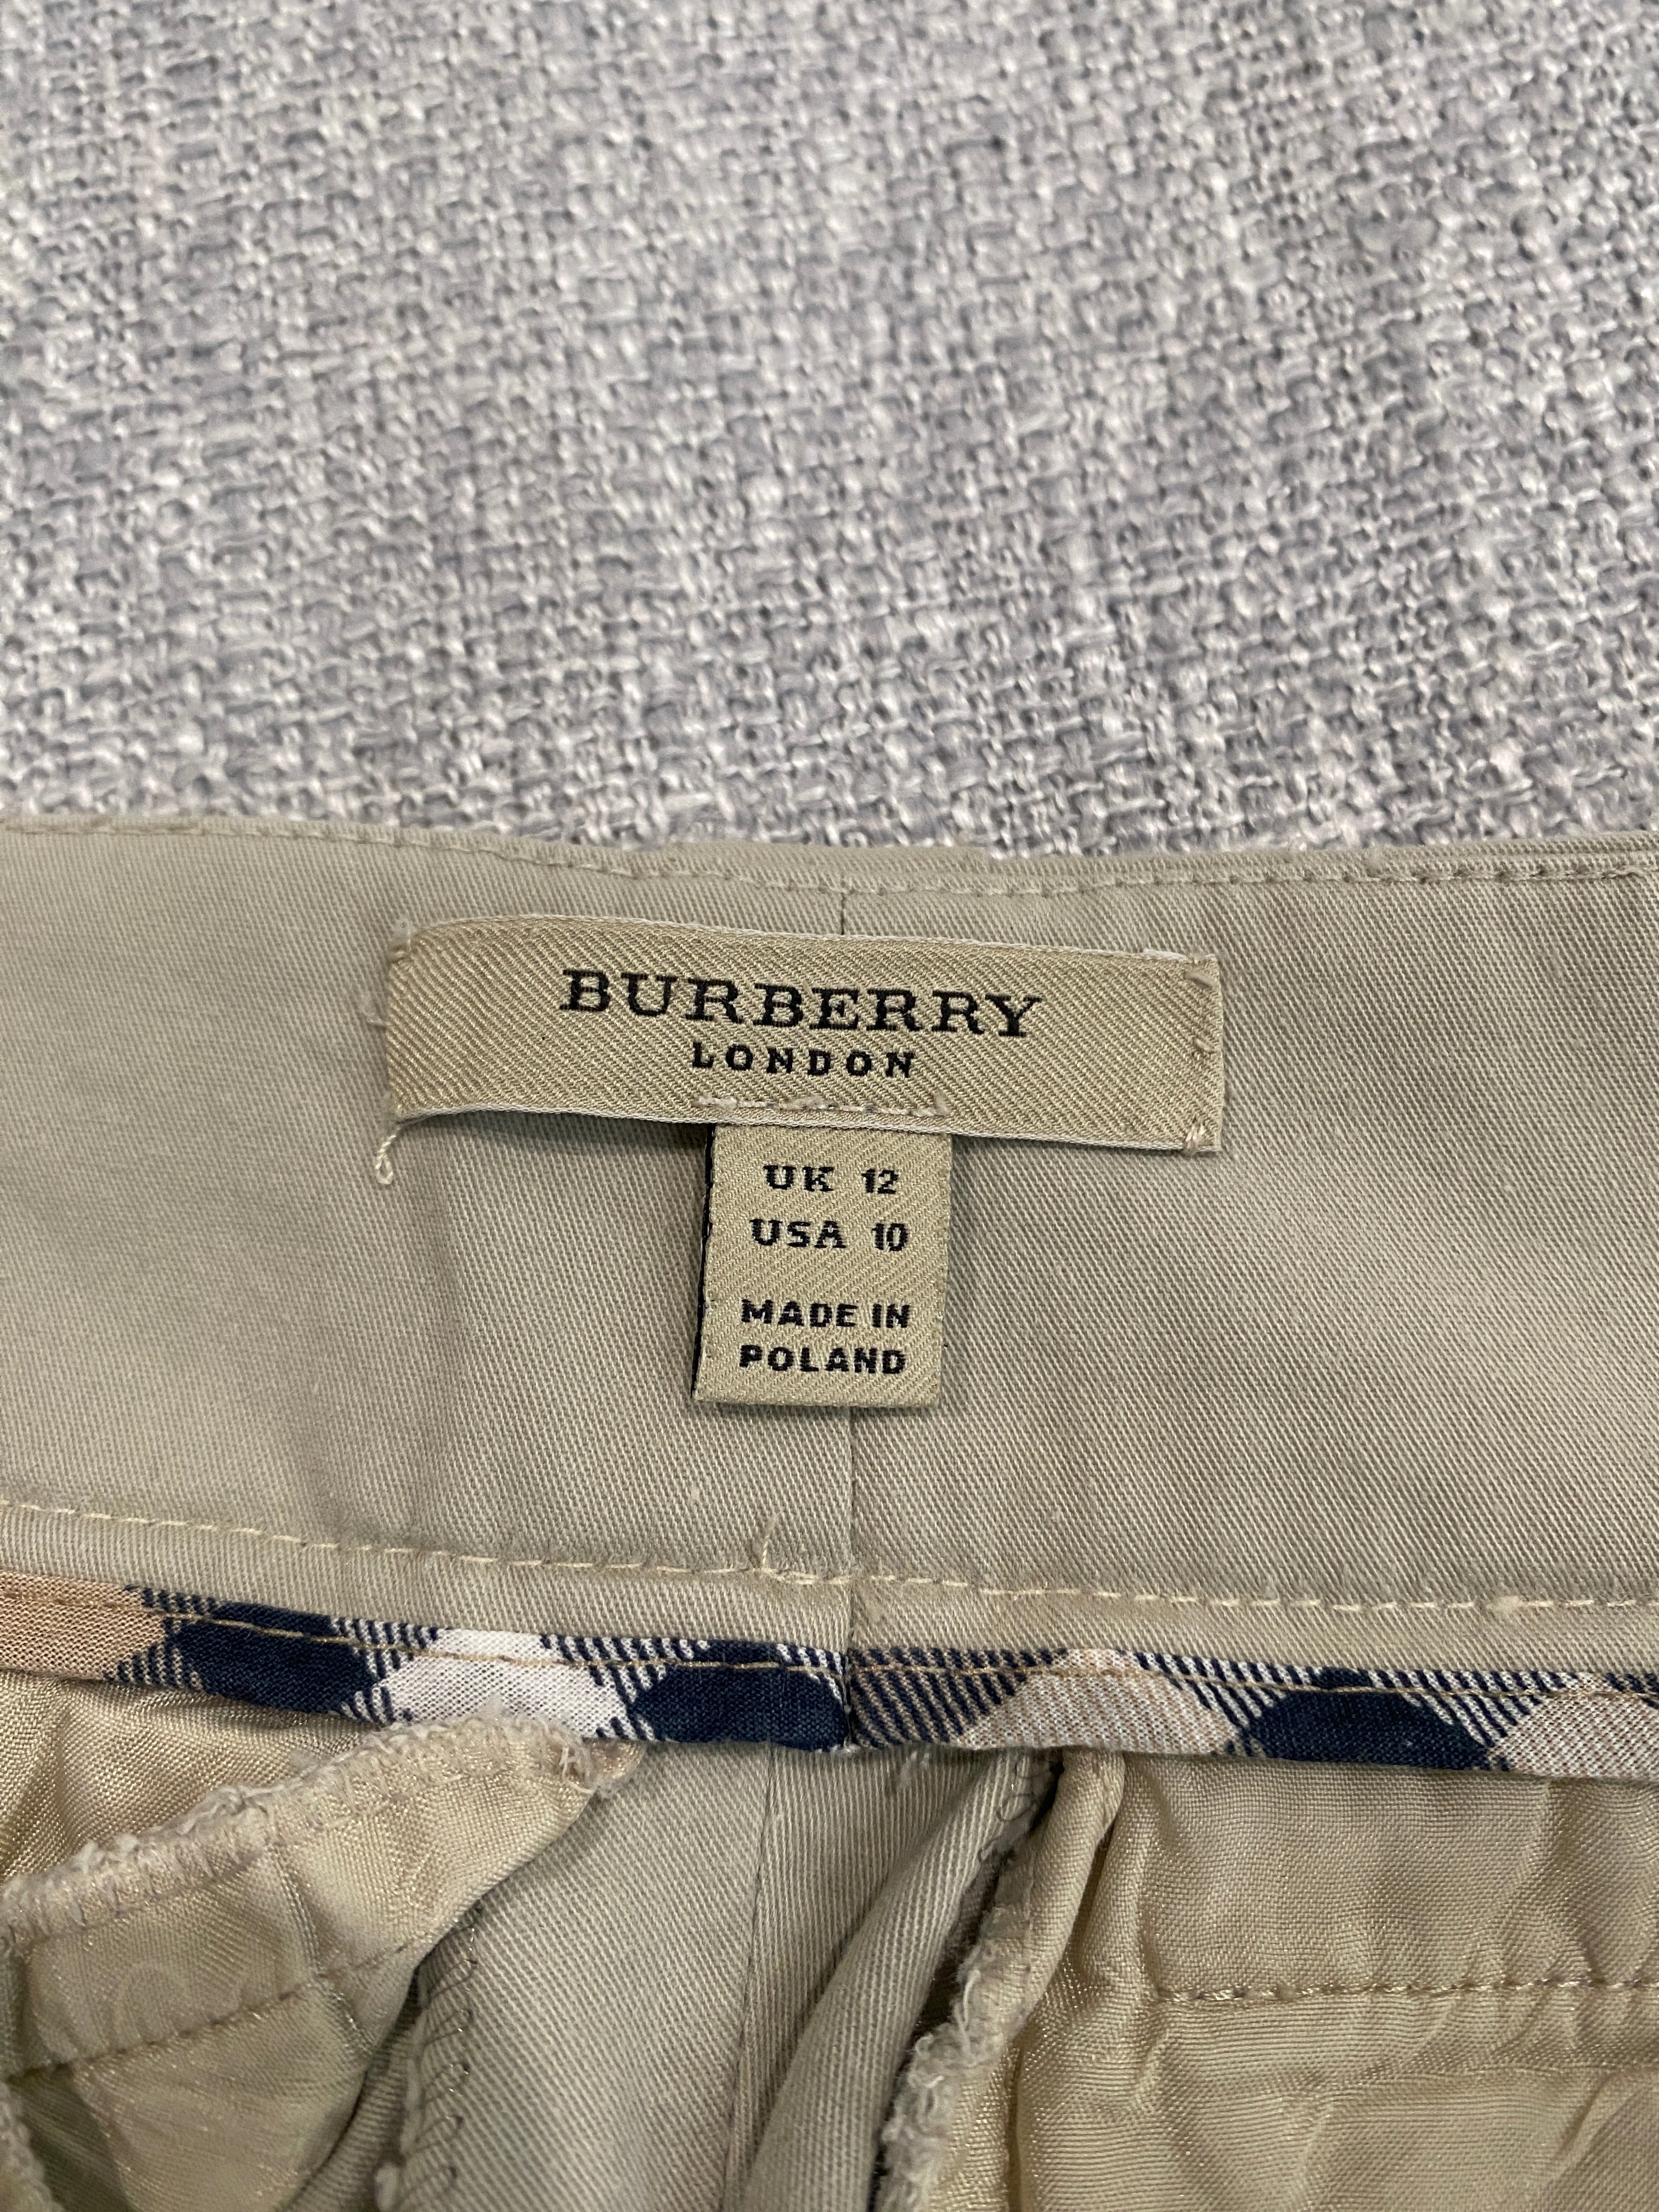 BURBERRY
LONDON
UK 12
USA 10
MADE IN
POLAND